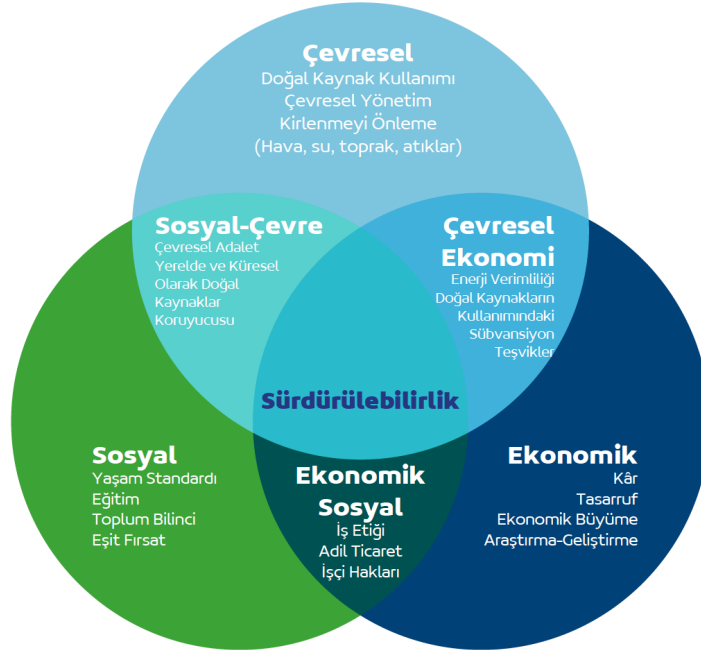 Çevresel
Doğal Kaynak Kullanımı
Çevresel Yönetim
Kirlenmeyi Önleme
(Hava, su, toprak, atıklar)
Sosyal-Çevre
Çevresel Adalet
Yerelde ve Küresel
Olarak Doğal
Kaynaklar
Koruyucusu
Çevresel
Ekonomi
Enerji Verimliliği
Doğal Kaynakların
Kullanımındaki
Sübvansiyon
Teşvikler
Sürdürülebilirlik
Sosyal
Yaşam Standardı
Eğitim
Toplum Bilinci
Eşit Fırsat
Ekonomik
Sosyal
İş Etiği
Adil Ticaret
İşçi Hakları
Ekonomik
Kâr
Tasarruf
Ekonomik Büyüme
Araştırma-Geliştirme